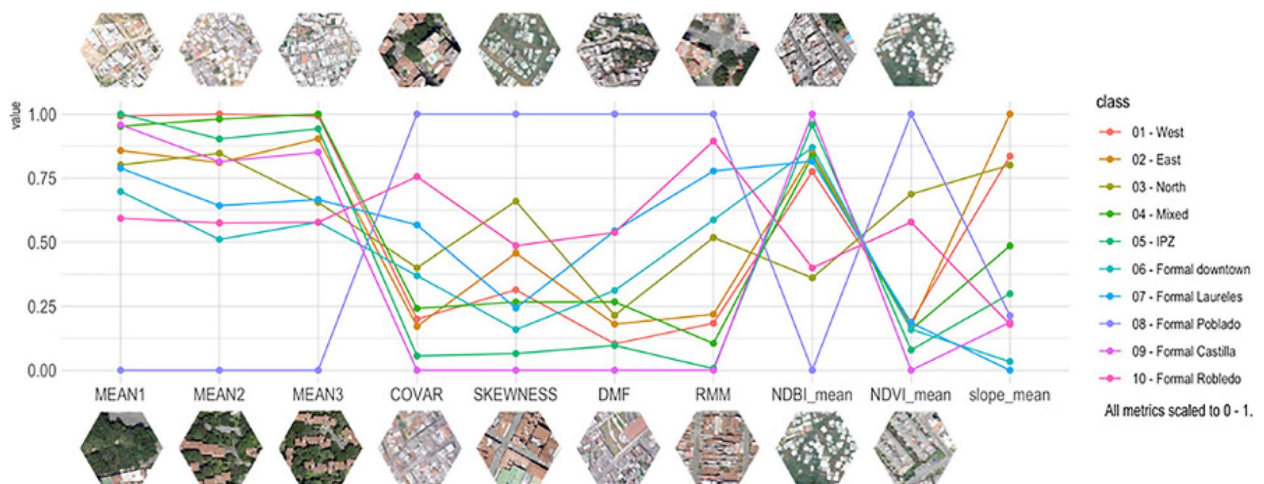 value
1.00
0.75
0.50
0.25
0.00
MEAN1 MEAN2 MEAN3 COVAR SKEWNESS DMF RMM NDBI_mean NDVI_mean slope_mean
class
01 - West
02 - East
03 - North
04 - Mixed
05 - IPZ
06 - Formal downtown
07 - Formal Laureles
08 - Formal Poblado
09 - Formal Castilla
10 - Formal Robledo
All metrics scaled to 0 - 1.